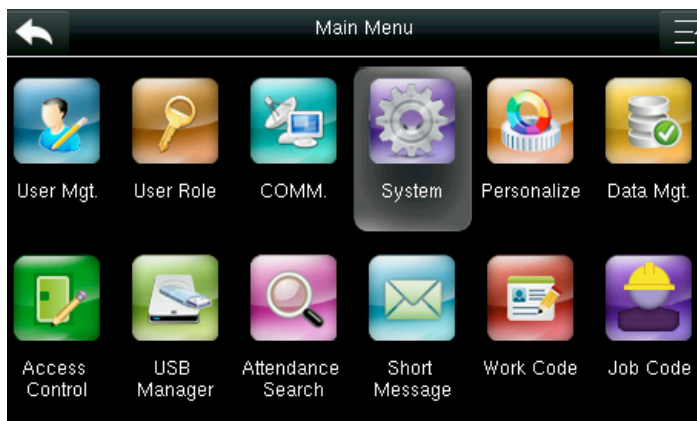 Main Menu
User Mgt.
User Role
COMM.
System
Personalize
Data Mgt.
Access
Control
USB
Manager
Attendance
Search
Short
Message
Work Code
Job Code